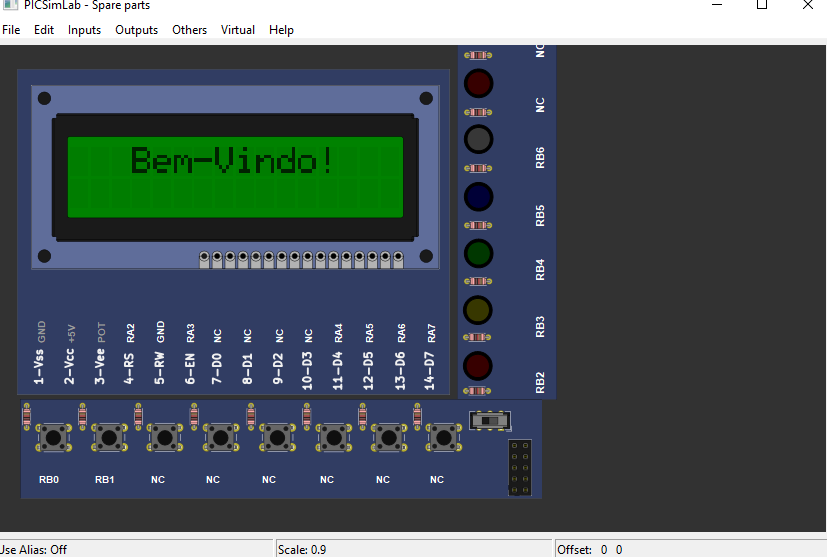 PICSimLab - Spare parts
File Edit Inputs Outputs Others Virtual Help
Bem-Vindo!
NC
NC
RB6
RB5
RB4
RB3
RB2
1-Vss GND
2-Vcc +5V
3-Vee POT
4-RS RA2
5-RW GND
6-EN RA3
7-D0 NC
8-D1 NC
9-D2 NC
10-D3 NC
11-D4 RA4
12-D5 RA5
13-D6 RA6
14-D7 RA7
RB0 RB1 NC NC NC NC NC NC
Use Alias: Off Scale: 0.9 Offset: 0 0